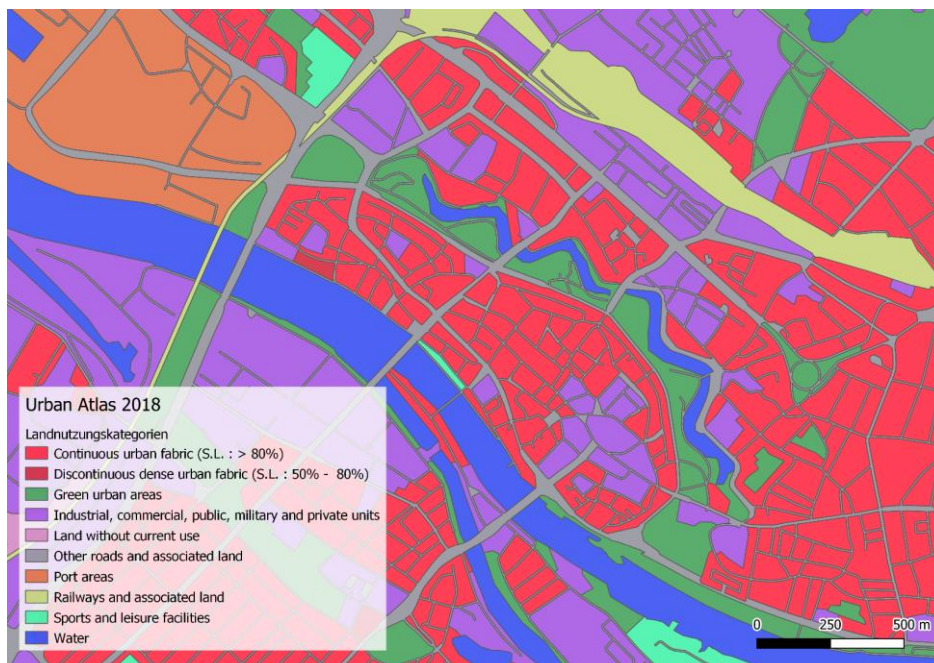 Urban Atlas 2018
Landnutzungskategorien
Continuous urban fabric (S.L. : > 80%)
Discontinuous dense urban fabric (S.L. : 50% - 80%)
Green urban areas
Industrial, commercial, public, military and private units
Land without current use
Other roads and associated land
Port areas
Railways and associated land
Sports and leisure facilities
Water
0 250 500 m